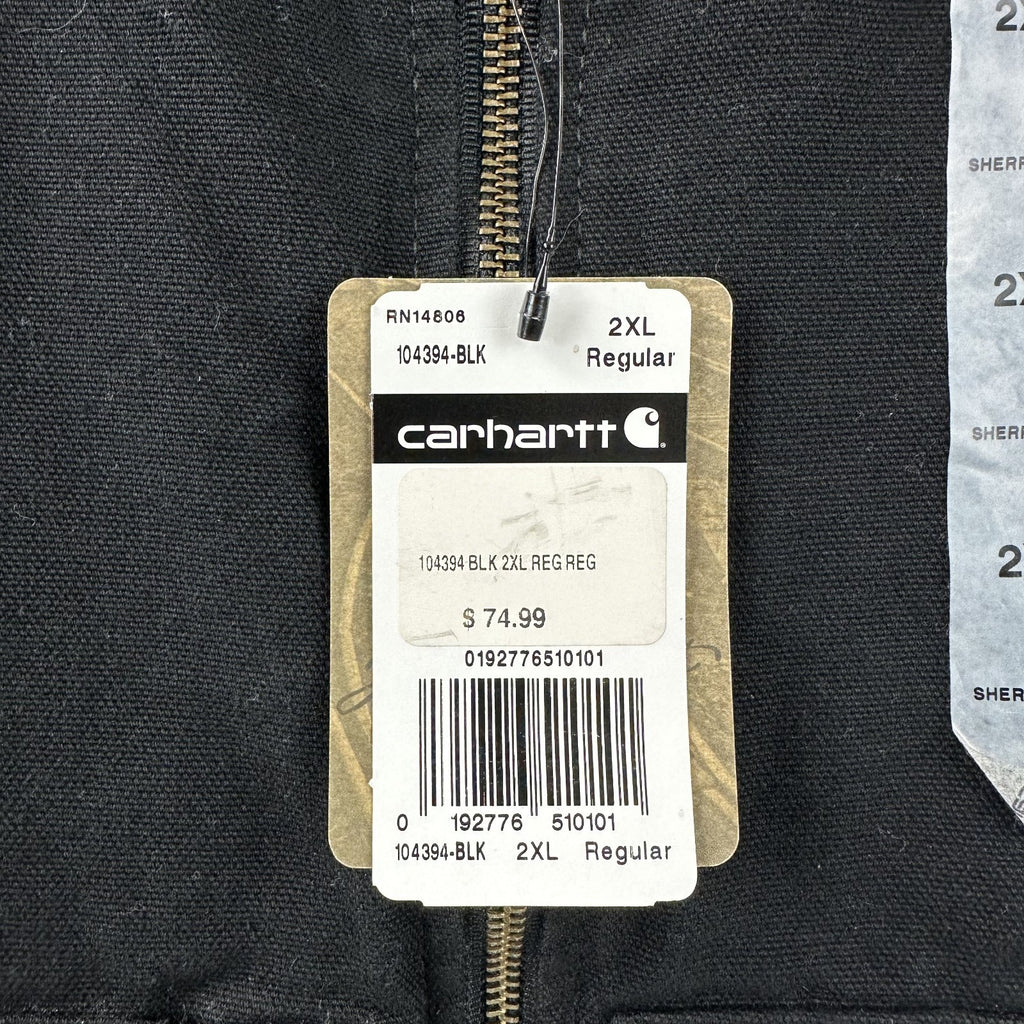 RN14806
2XL
104394-BLK
Regular
carhartt
104394 BLK 2XL REG REG
$ 74.99
0192776510101
0 192776 510101
104394-BLK 2XL Regular
2X
SHERP
2X
SHERP
2
SHER